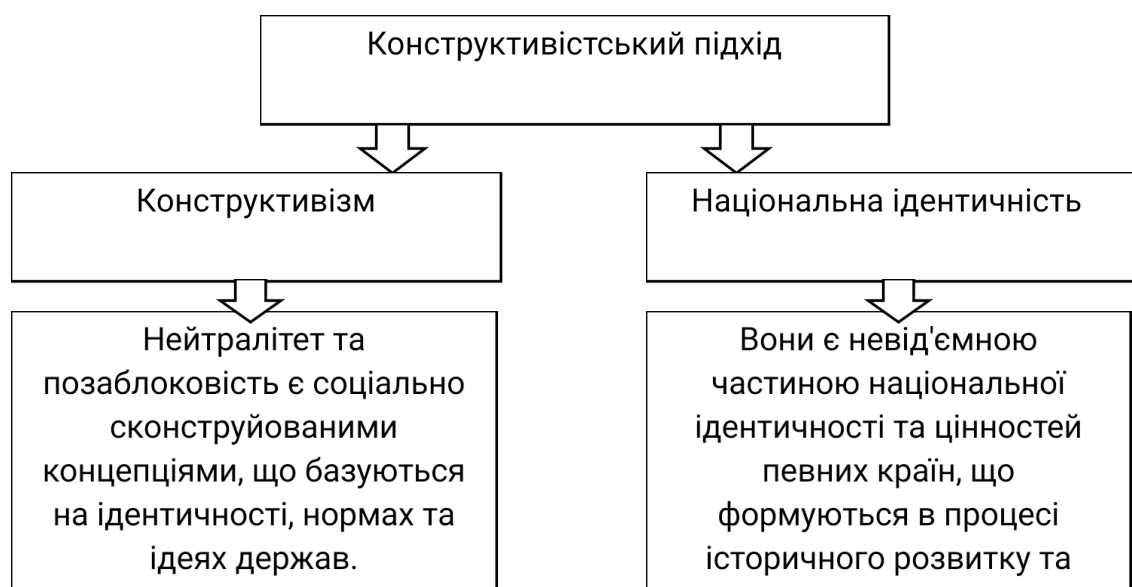 Конструктивістський підхід
Конструктивізм
Національна ідентичність
Нейтралітет та
позаблоковість є соціально
сконструйованими
концепціями, що базуються
на ідентичності, нормах та
ідеях держав.
Вони є невід'ємною
частиною національної
ідентичності та цінностей
певних країн, що
формуються в процесі
історичного розвитку та